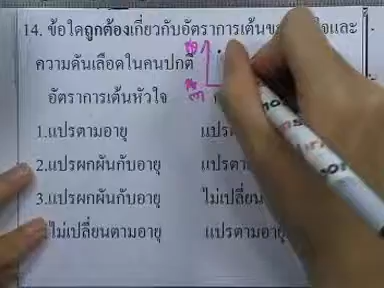 14. ข้อใดถูกต้องเกี่ยวกับอัตราการเต้นของ และ
ความดันเลือดในคนปกติ
อัตราการเต้นหัวใจ
1.แปรตามอายุ แปร
2.แปรผกผันกับอายุ แปร
3.แปรผกผันกับอายุ ไม่เปลี่ยน
ไม่เปลี่ยนตามอายุ แปรตามอายุ